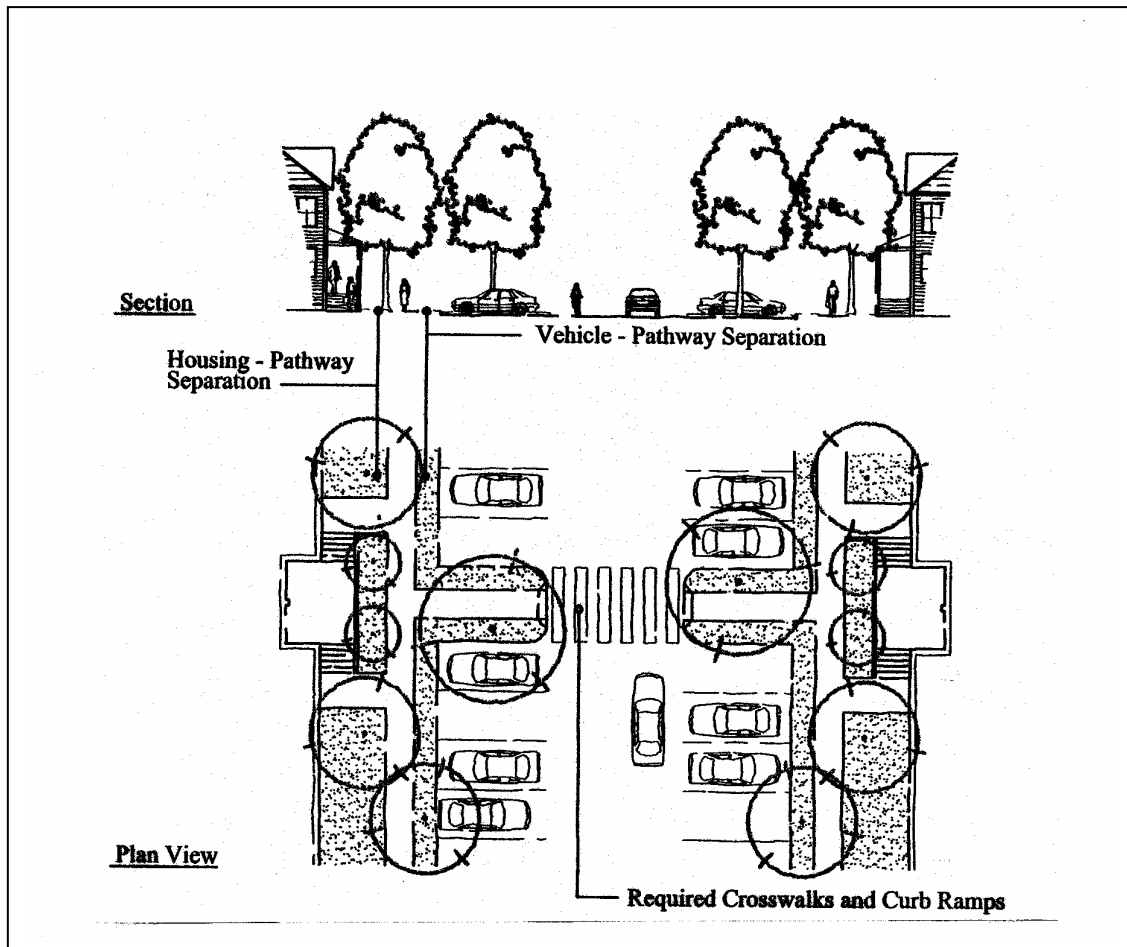 Section
Vehicle - Pathway Separation
Housing - Pathway
Separation
Plan View
Required Crosswalks and Curb Ramps